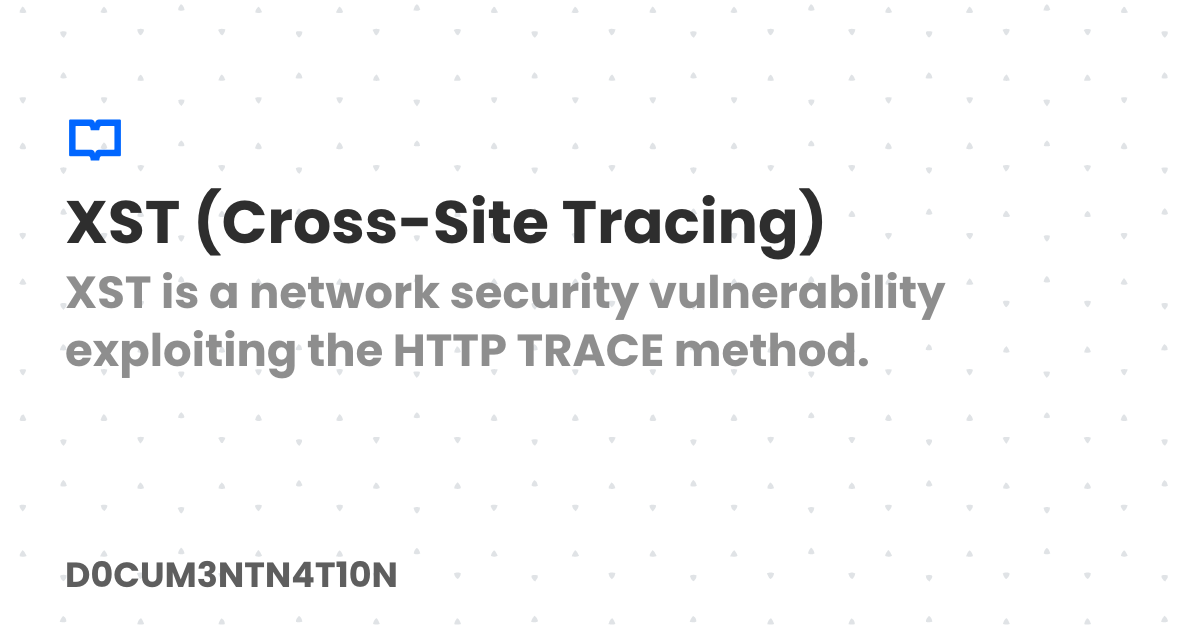 XST (Cross-Site Tracing)
XST is a network security vulnerability
exploiting the HTTP TRACE method.
D0CUM3NTN4T10N